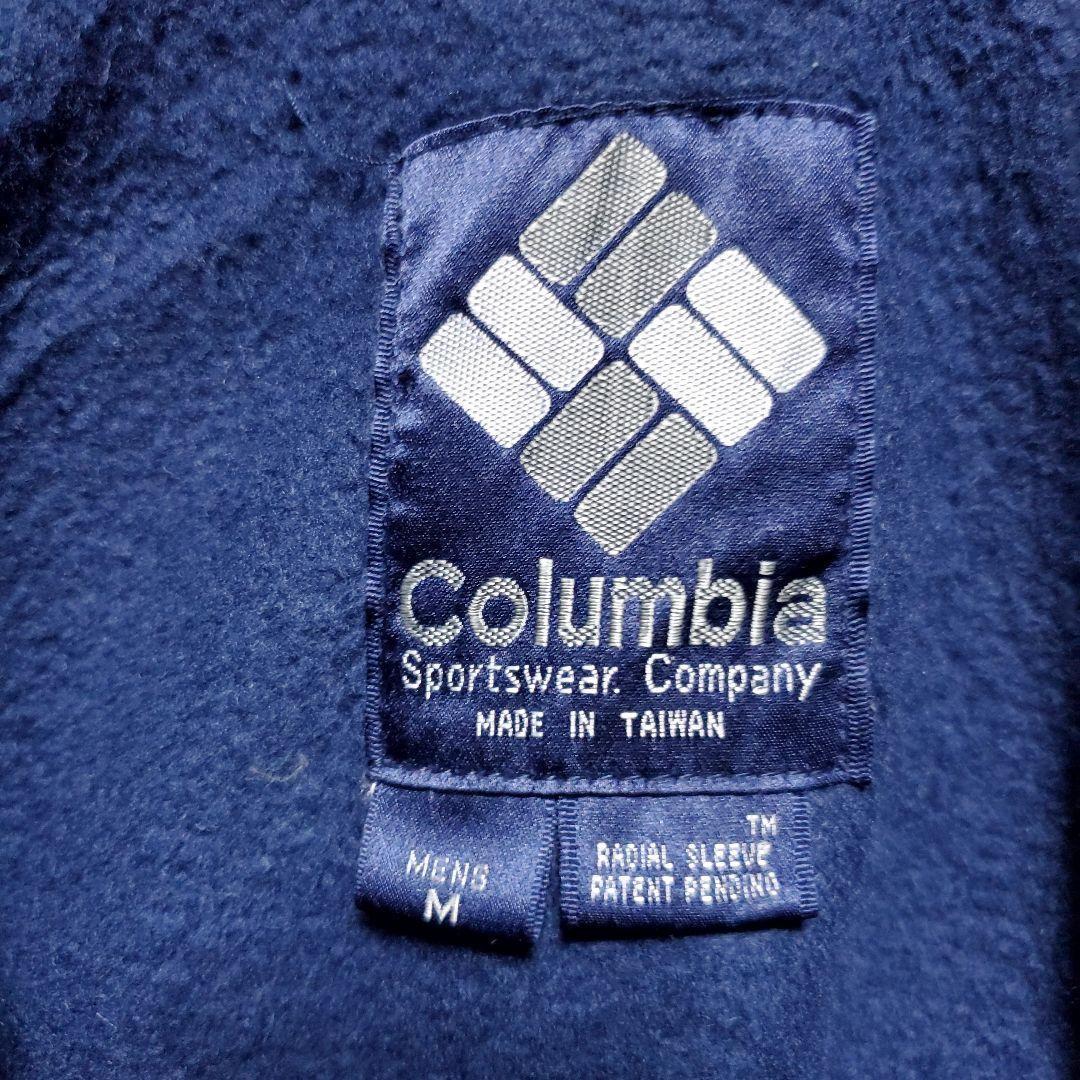 Columbia
Sportswear. Company
MADE IN TAIWAN
MENS
M
TM
RADIAL SLEEVE
PATENT PENDING